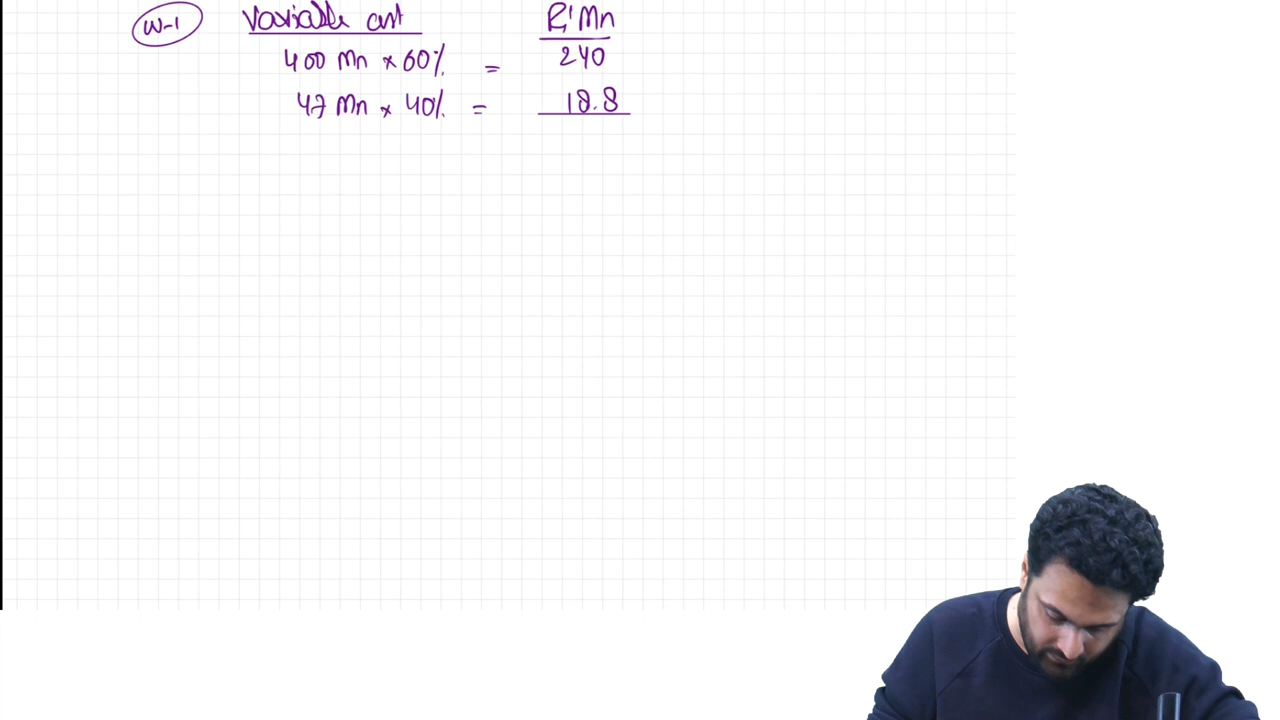 W-1 Variable cost R'Mn
400 Mn × 60% = 240
47 Mn × 40% = 18.8